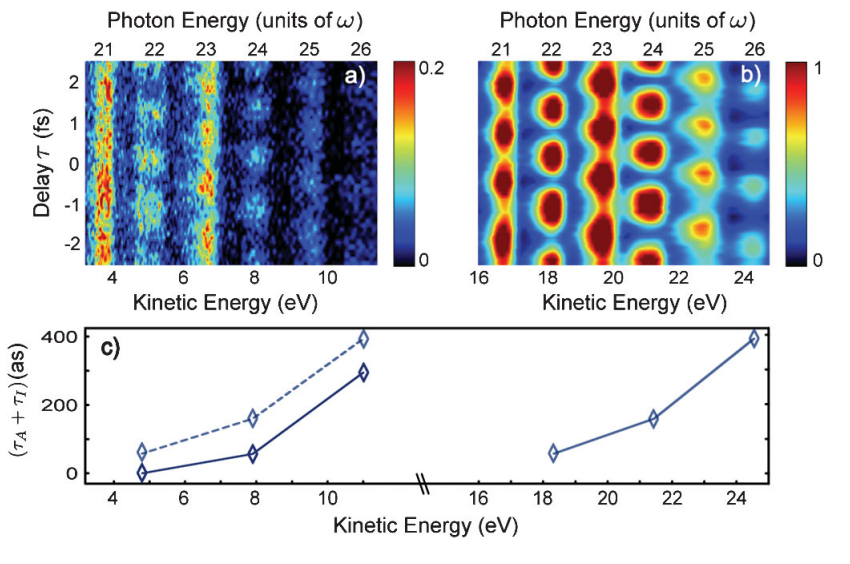 Photon Energy (units of ω)
21 22 23 24 25 26
a)
0.2
0
2
1
0
-1
-2
Delay τ (fs)
4 6 8 10
Kinetic Energy (eV)
Photon Energy (units of ω)
21 22 23 24 25 26
b)
1
0
16 18 20 22 24
Kinetic Energy (eV)
c)
400
200
0
(τ_A + τ_I)(as)
4 6 8 10 16 18 20 22 24
Kinetic Energy (eV)